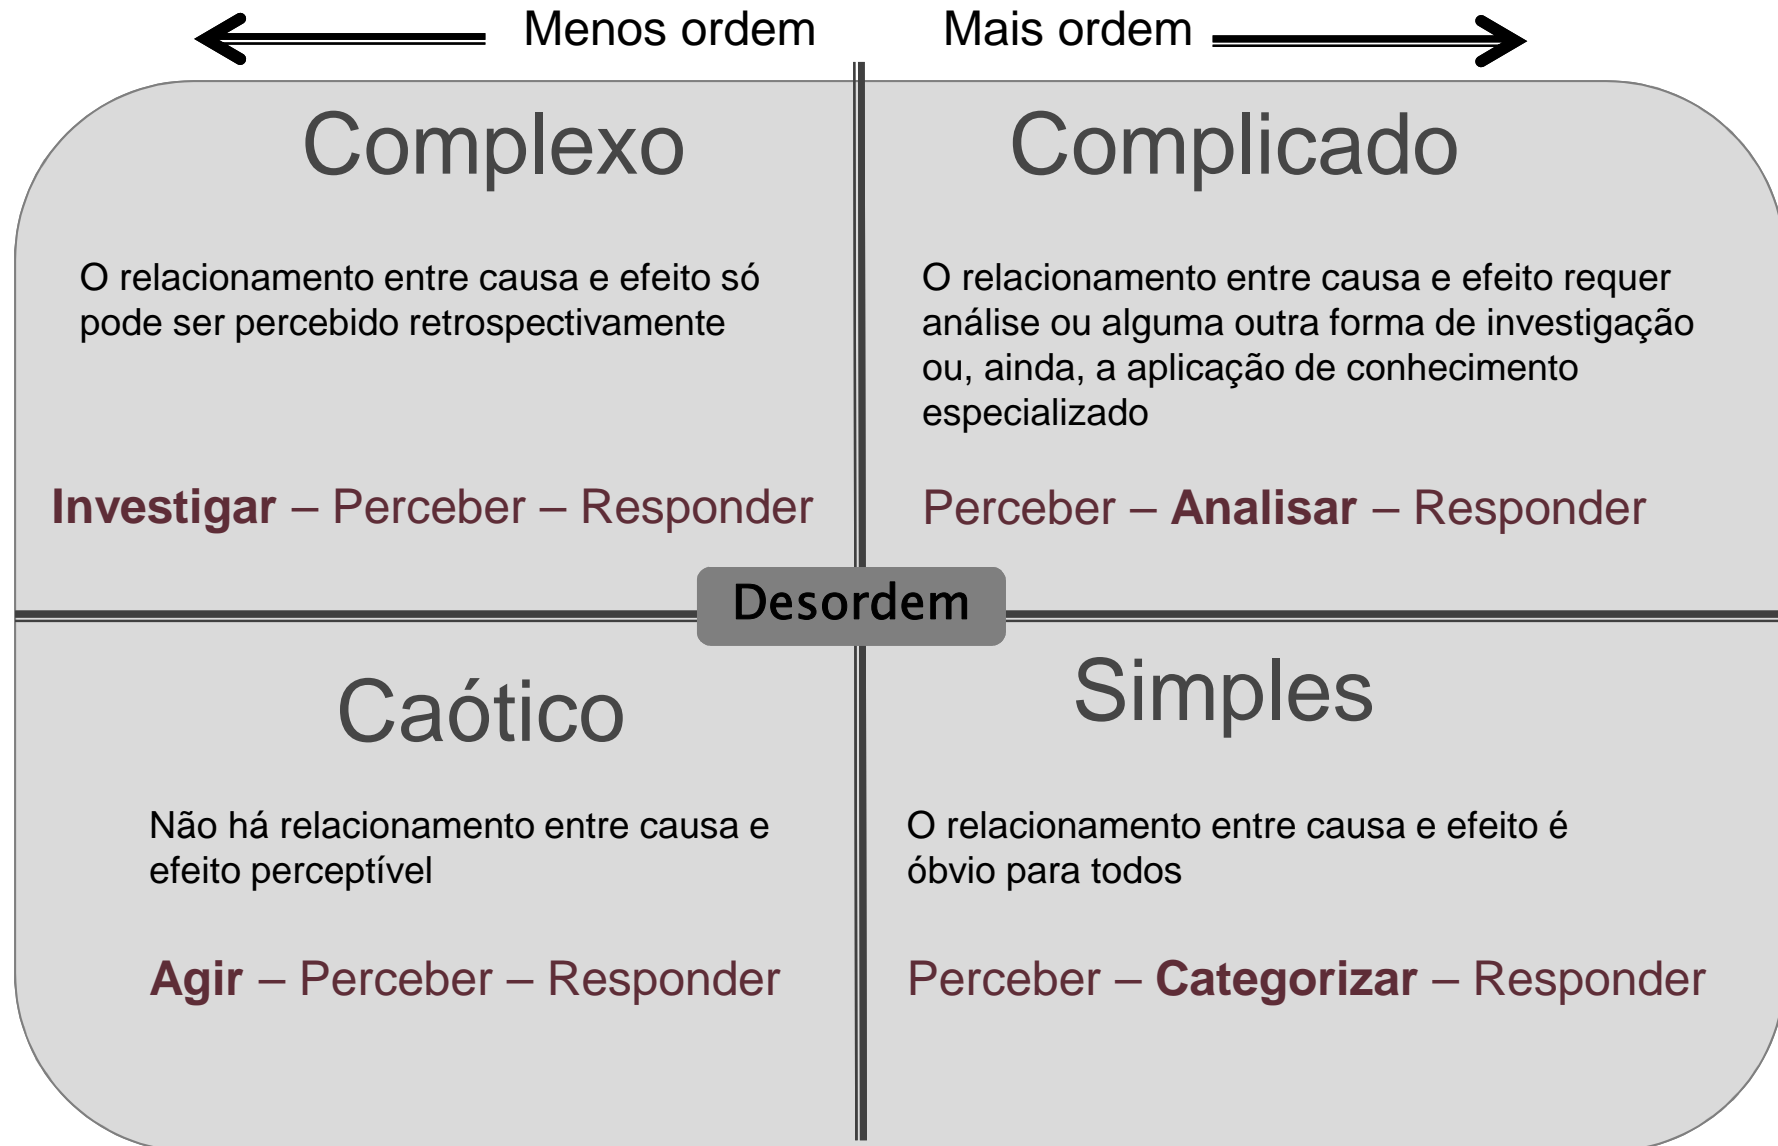 Menos ordem
Mais ordem
Complexo
O relacionamento entre causa e efeito só
pode ser percebido retrospectivamente
Investigar – Perceber – Responder
Complicado
O relacionamento entre causa e efeito requer
análise ou alguma outra forma de investigação
ou, ainda, a aplicação de conhecimento
especializado
Perceber – Analisar – Responder
Desordem
Caótico
Não há relacionamento entre causa e
efeito perceptível
Agir – Perceber – Responder
Simples
O relacionamento entre causa e efeito é
óbvio para todos
Perceber – Categorizar – Responder